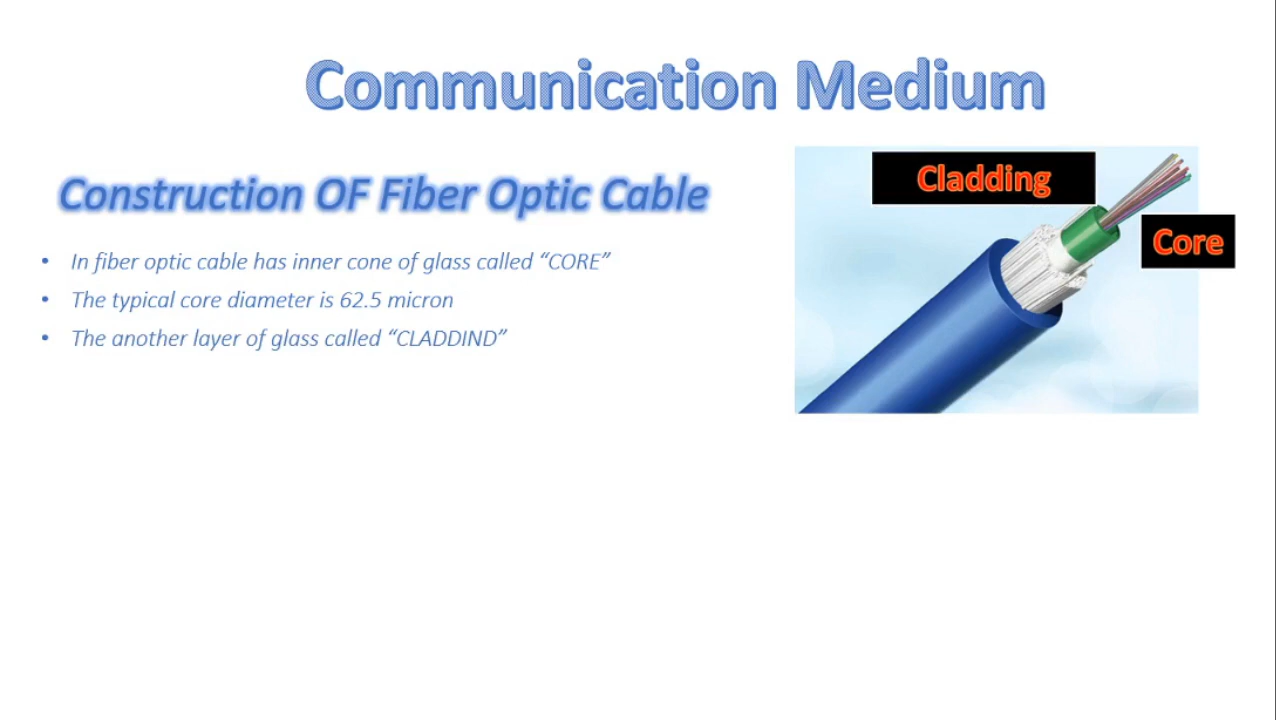 Communication Medium
Construction OF Fiber Optic Cable
• In fiber optic cable has inner cone of glass called “CORE”
• The typical core diameter is 62.5 micron
• The another layer of glass called “CLADDIND”
Cladding
Core